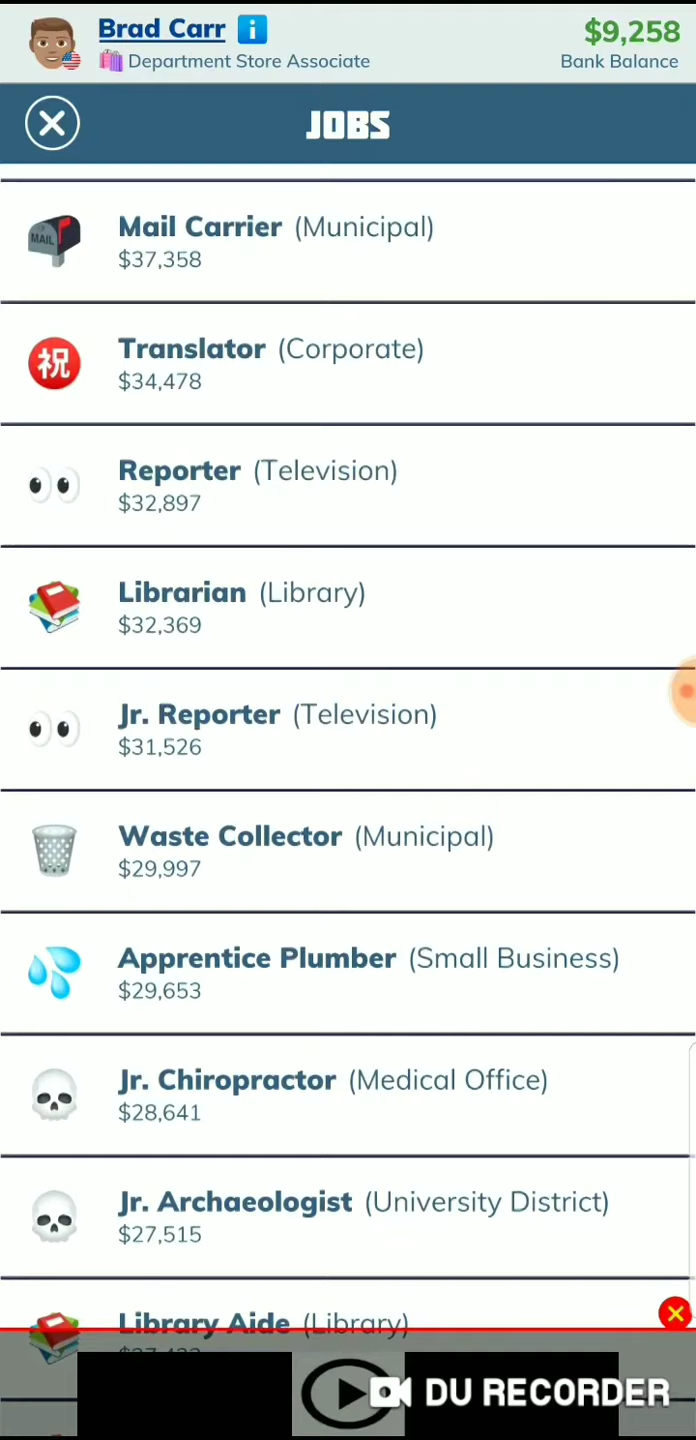 Brad Carr
$9,258
Department Store Associate
Bank Balance
JOBS
MAIL
Mail Carrier (Municipal)
$37,358
祝
Translator (Corporate)
$34,478
Reporter (Television)
$32,897
Librarian (Library)
$32,369
Jr. Reporter (Television)
$31,526
Waste Collector (Municipal)
$29,997
Apprentice Plumber (Small Business)
$29,653
Jr. Chiropractor (Medical Office)
$28,641
Jr. Archaeologist (University District)
$27,515
Library Aide (Library)
DU RECORDER